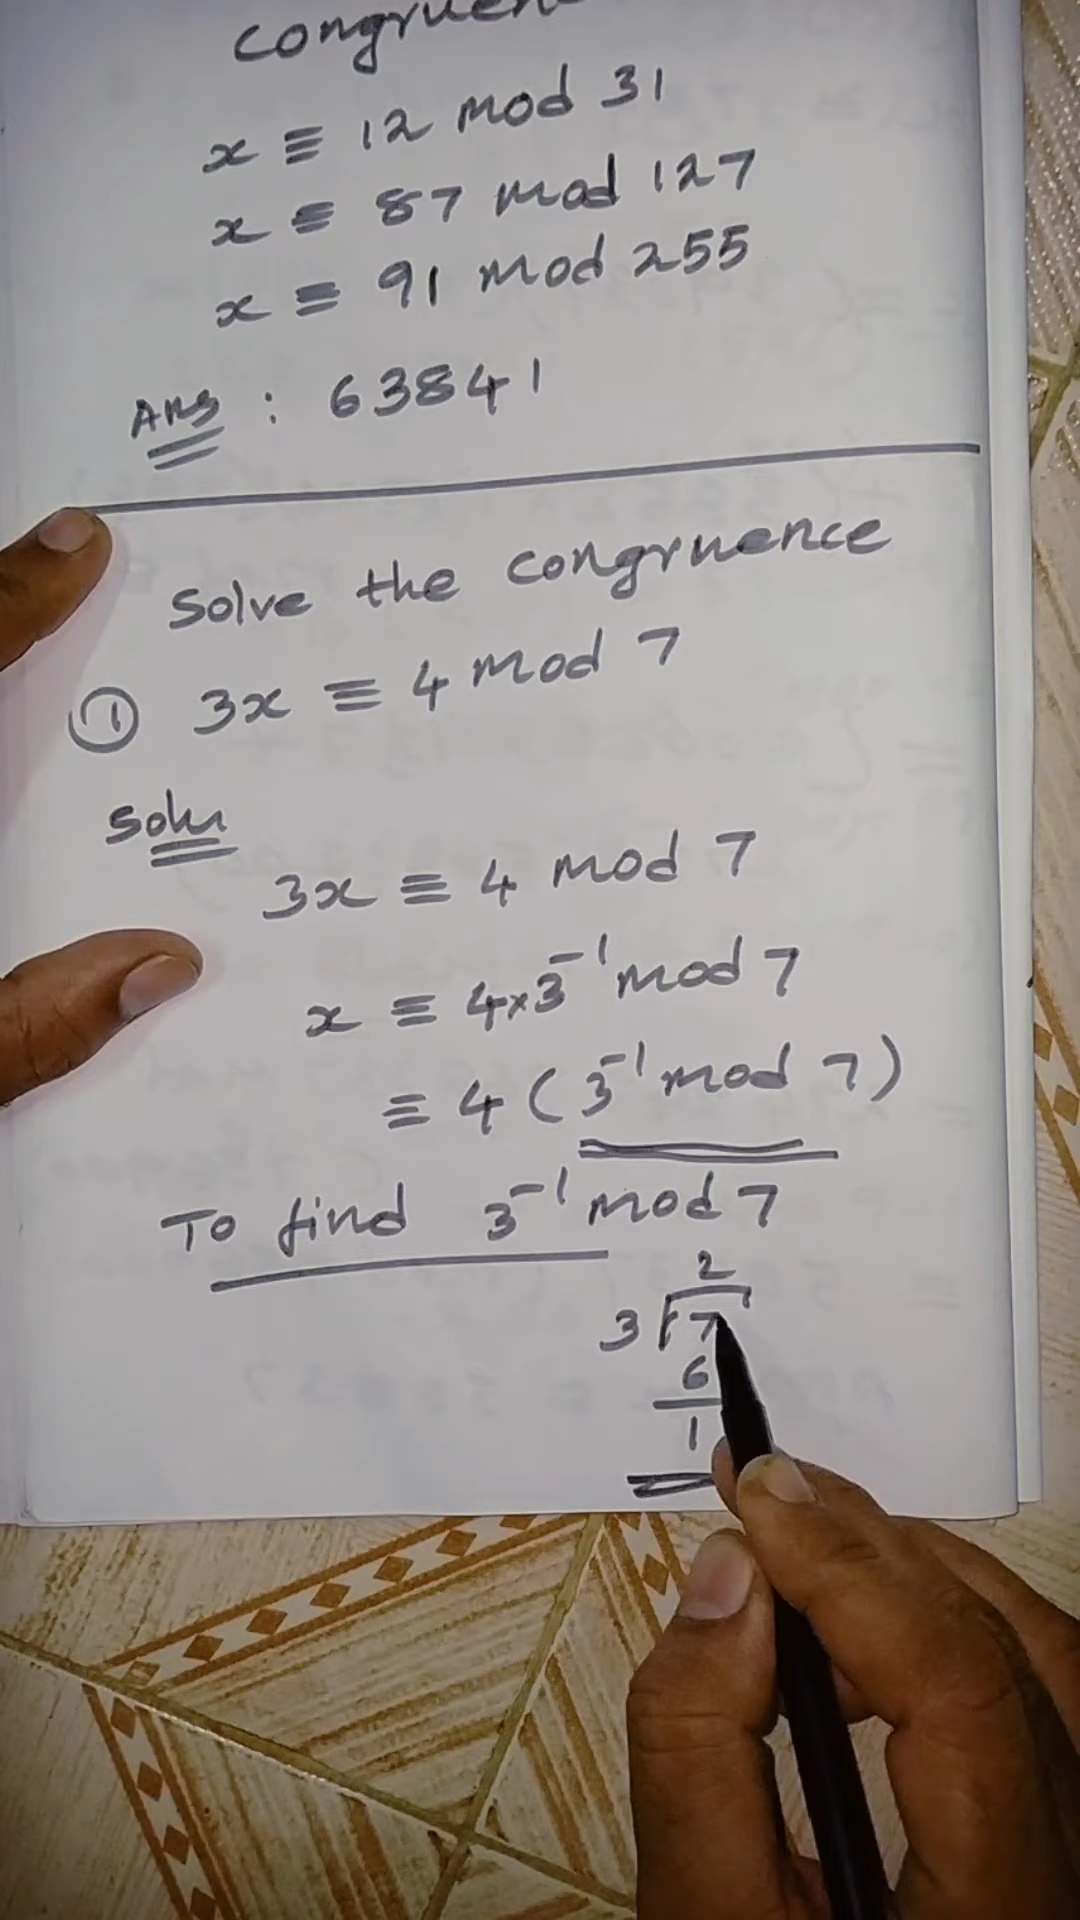 congruen
x ≡ 12 mod 31
x ≡ 87 mod 127
x ≡ 91 mod 255
Ans : 63841
Solve the congruence
① 3x ≡ 4 mod 7
Soln
3x ≡ 4 mod 7
x ≡ 4×3⁻¹ mod 7
≡ 4 (3⁻¹ mod 7)
To find 3⁻¹ mod 7
2
3 7
6
1